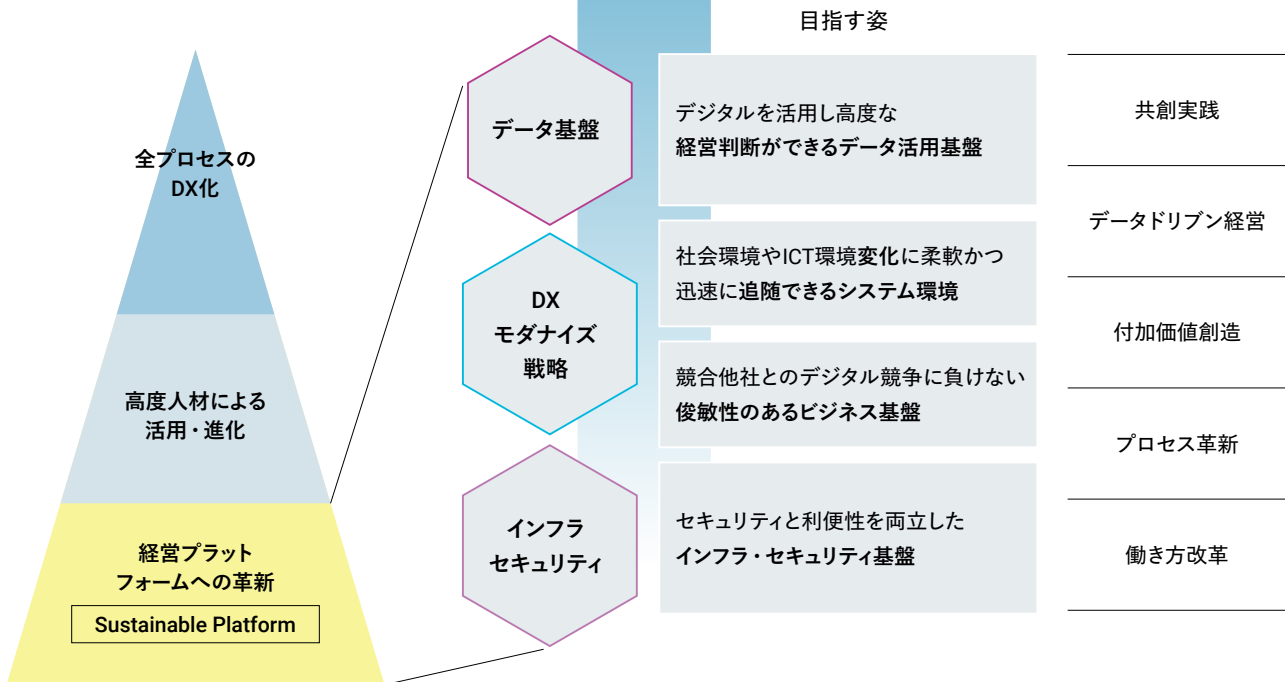 全プロセスの
DX化
高度人材による
活用・進化
経営プラット
フォームへの革新
Sustainable Platform
データ基盤
DX
モダナイズ
戦略
インフラ
セキュリティ
目指す姿
デジタルを活用し高度な
経営判断ができるデータ活用基盤
社会環境やICT環境変化に柔軟かつ
迅速に追随できるシステム環境
競合他社とのデジタル競争に負けない
俊敏性のあるビジネス基盤
セキュリティと利便性を両立した
インフラ・セキュリティ基盤
共創実践
データドリブン経営
付加価値創造
プロセス革新
働き方改革